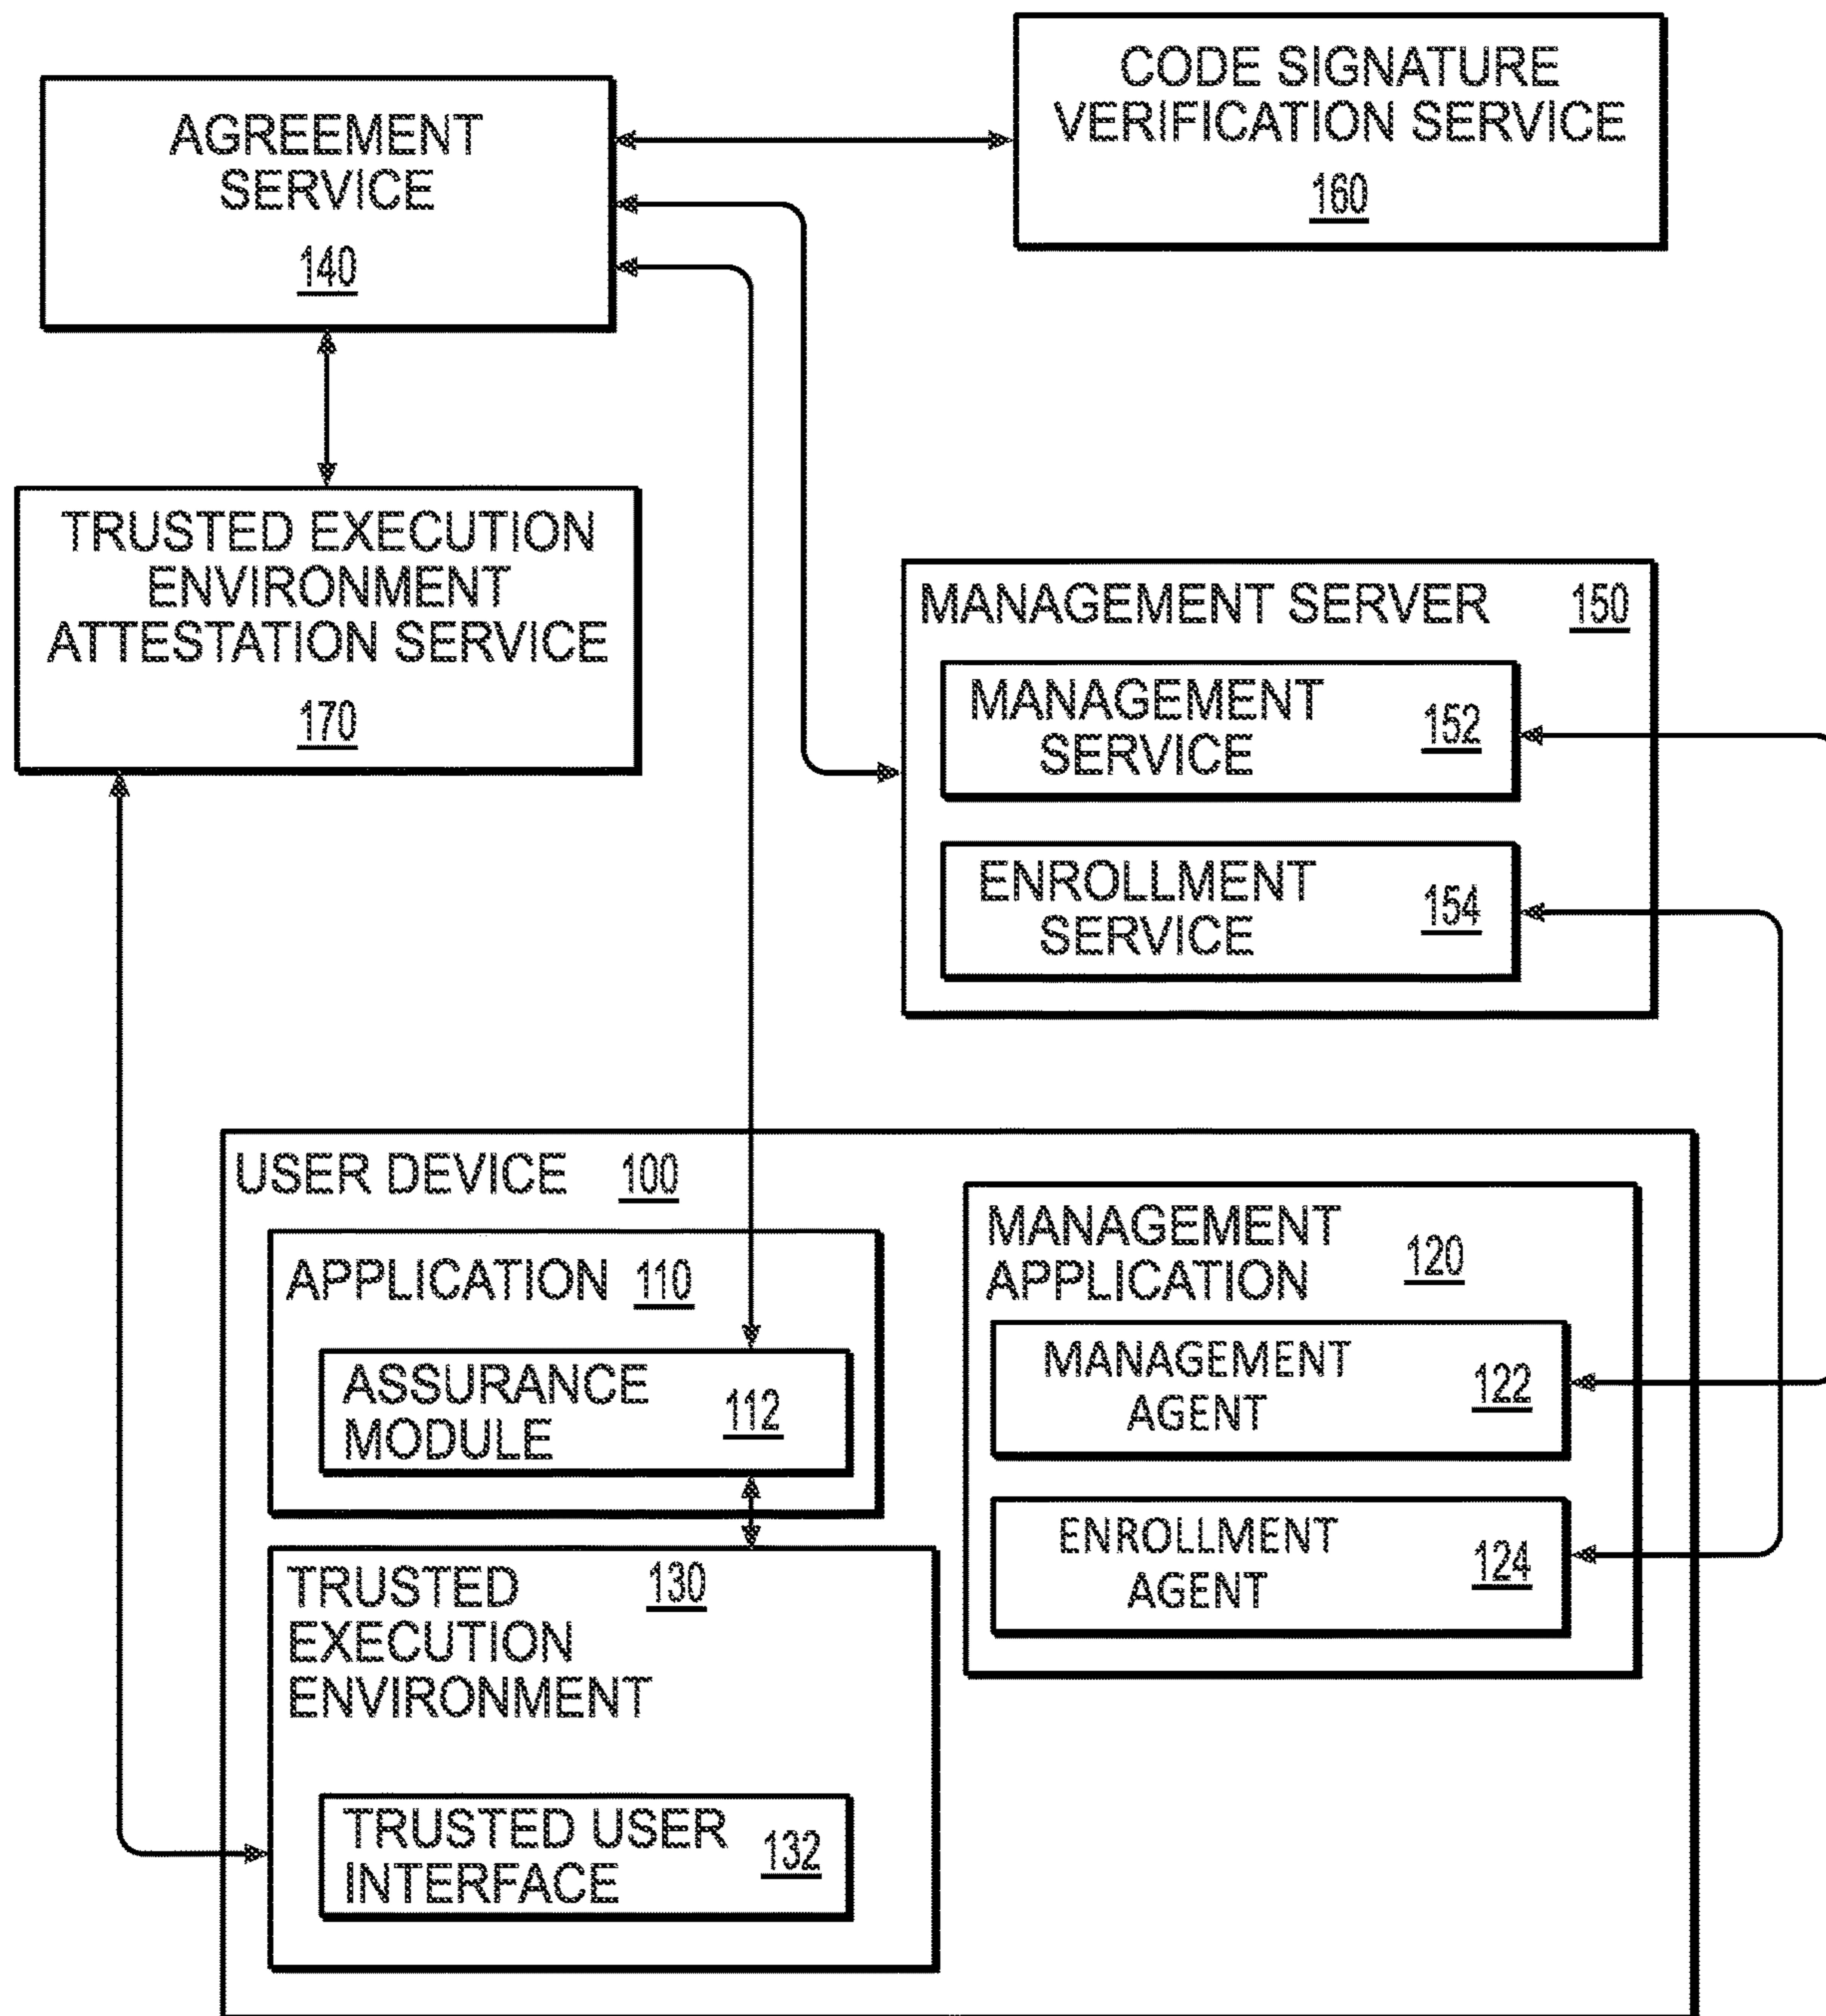 AGREEMENT
SERVICE
140
CODE SIGNATURE
VERIFICATION SERVICE
160
TRUSTED EXECUTION
ENVIRONMENT
ATTESTATION SERVICE
170
MANAGEMENT SERVER 150
MANAGEMENT
SERVICE
152
ENROLLMENT
SERVICE
154
USER DEVICE 100
APPLICATION 110
ASSURANCE
MODULE
112
MANAGEMENT
APPLICATION
120
MANAGEMENT
AGENT
122
ENROLLMENT
AGENT
124
TRUSTED
EXECUTION
ENVIRONMENT
130
TRUSTED USER
INTERFACE
132